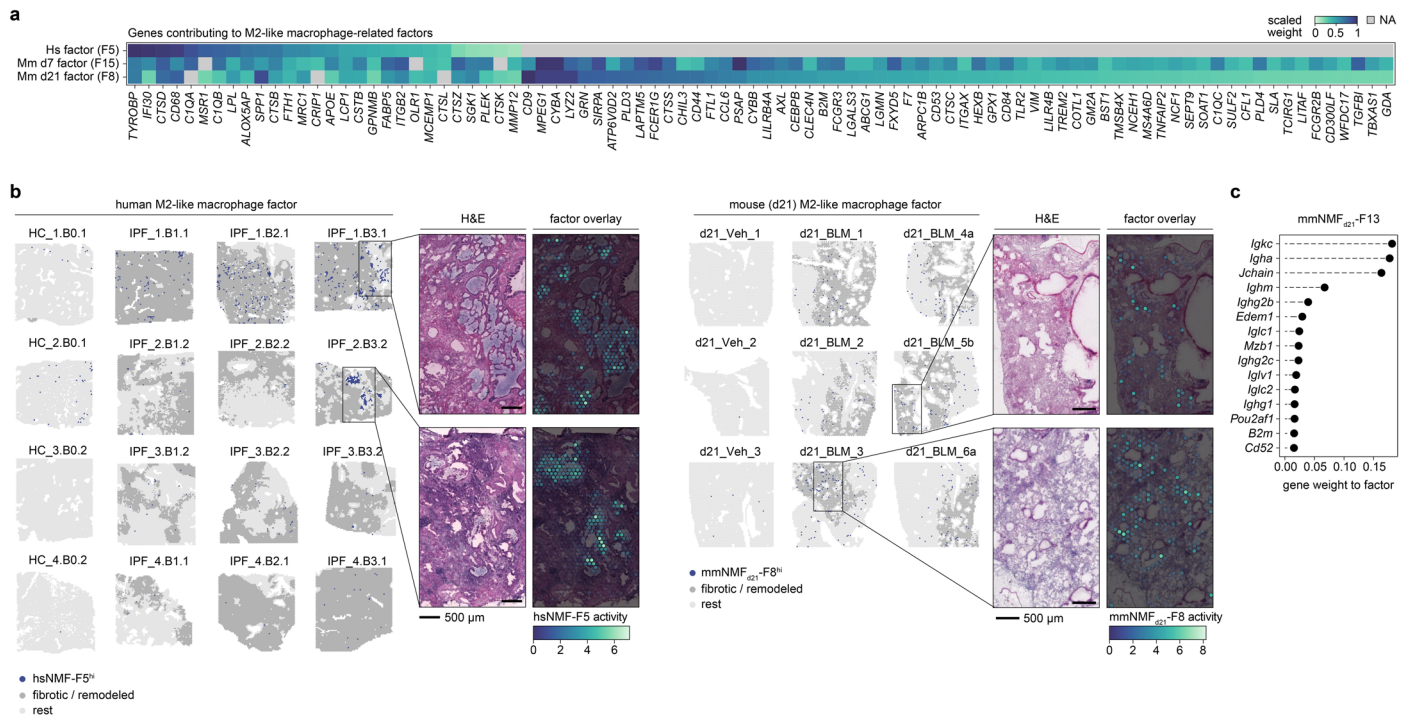 a
Genes contributing to M2-like macrophage-related factors
scaled weight
0 0.5 1
NA
Hs factor (F5)
Mm d7 factor (F15)
Mm d21 factor (F8)
TYROBP IFI30 CTSD CD68 C1QA MSR1 C1QB LPL ALOX5AP SPP1 CTSB FTH1 MRC1 CRIP1 APOE LCP1 CSTB GPNMB FABP5 ITGB2 OLR1 MCEMP1 CTSL CTSZ SGK1 PLEK CTSK MMP12 CD9 MPEG1 CYBA LYZ2 GRN SIRPA ATP6V0D2 PLD3 LAPTM5 FCER1G CTSS CHIL3 CD44 FTL1 CCL6 PSAP CYBB LILRB4A AXL CEBPB CLEC4N B2M FCGR3 LGALS3 ABCG1 LGMN FXYD5 F7 ARPC1B CD53 CTSC ITGAX HEXB GPX1 CD84 TLR2 VIM LILR4B TREM2 COTL1 GM2A BST1 TMSB4X NCEH1 MS4A6D TNFAIP2 NCF1 SEPT9 SOAT1 C1QC SULF2 CFL1 PLD4 SLA TCIRG1 LITAF FCGR2B CD300LF WFDC17 TGFBI TBXAS1 GDA
b
human M2-like macrophage factor
HC_1.B0.1 IPF_1.B1.1 IPF_1.B2.1 IPF_1.B3.1
HC_2.B0.1 IPF_2.B1.2 IPF_2.B2.2 IPF_2.B3.2
HC_3.B0.2 IPF_3.B1.2 IPF_3.B2.2 IPF_3.B3.2
HC_4.B0.2 IPF_4.B1.1 IPF_4.B2.1 IPF_4.B3.1
hsNMF-F5hi
fibrotic / remodeled
rest
H&E
factor overlay
500 µm
hsNMF-F5 activity
0 2 4 6
mouse (d21) M2-like macrophage factor
d21_Veh_1 d21_BLM_1 d21_BLM_4a
d21_Veh_2 d21_BLM_2 d21_BLM_5b
d21_Veh_3 d21_BLM_3 d21_BLM_6a
mmNMFd21-F8hi
fibrotic / remodeled
rest
H&E
factor overlay
500 µm
mmNMFd21-F8 activity
0 2 4 6 8
c
mmNMFd21-F13
Igkc
Igha
Jchain
Ighm
Ighg2b
Edem1
Iglc1
Mzb1
Ighg2c
Iglv1
Iglc2
Ighg1
Pou2af1
B2m
Cd52
0.00 0.05 0.10 0.15
gene weight to factor